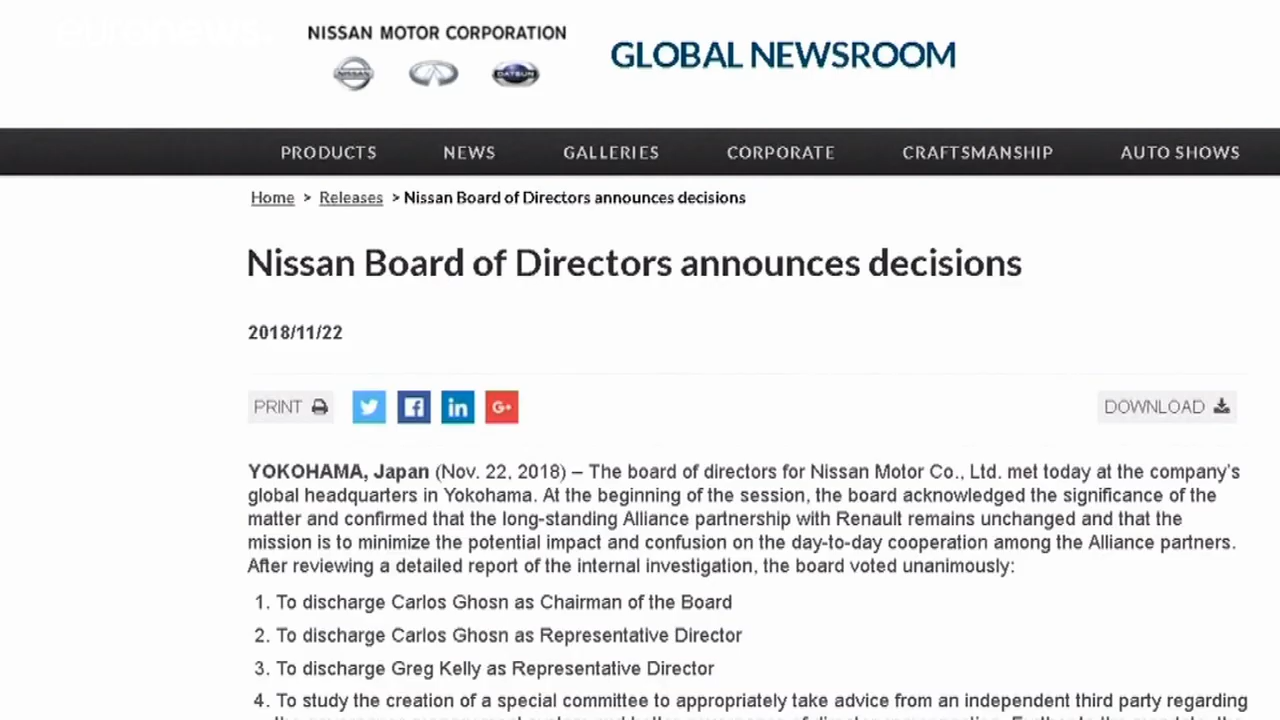 euronews.
NISSAN MOTOR CORPORATION
GLOBAL NEWSROOM
NISSAN
DATSUN
PRODUCTS NEWS GALLERIES CORPORATE CRAFTSMANSHIP AUTO SHOWS
Home > Releases > Nissan Board of Directors announces decisions
Nissan Board of Directors announces decisions
2018/11/22
PRINT
in
G+
DOWNLOAD
YOKOHAMA, Japan (Nov. 22, 2018) – The board of directors for Nissan Motor Co., Ltd. met today at the company's
global headquarters in Yokohama. At the beginning of the session, the board acknowledged the significance of the
matter and confirmed that the long-standing Alliance partnership with Renault remains unchanged and that the
mission is to minimize the potential impact and confusion on the day-to-day cooperation among the Alliance partners.
After reviewing a detailed report of the internal investigation, the board voted unanimously:
1. To discharge Carlos Ghosn as Chairman of the Board
2. To discharge Carlos Ghosn as Representative Director
3. To discharge Greg Kelly as Representative Director
4. To study the creation of a special committee to appropriately take advice from an independent third party regarding